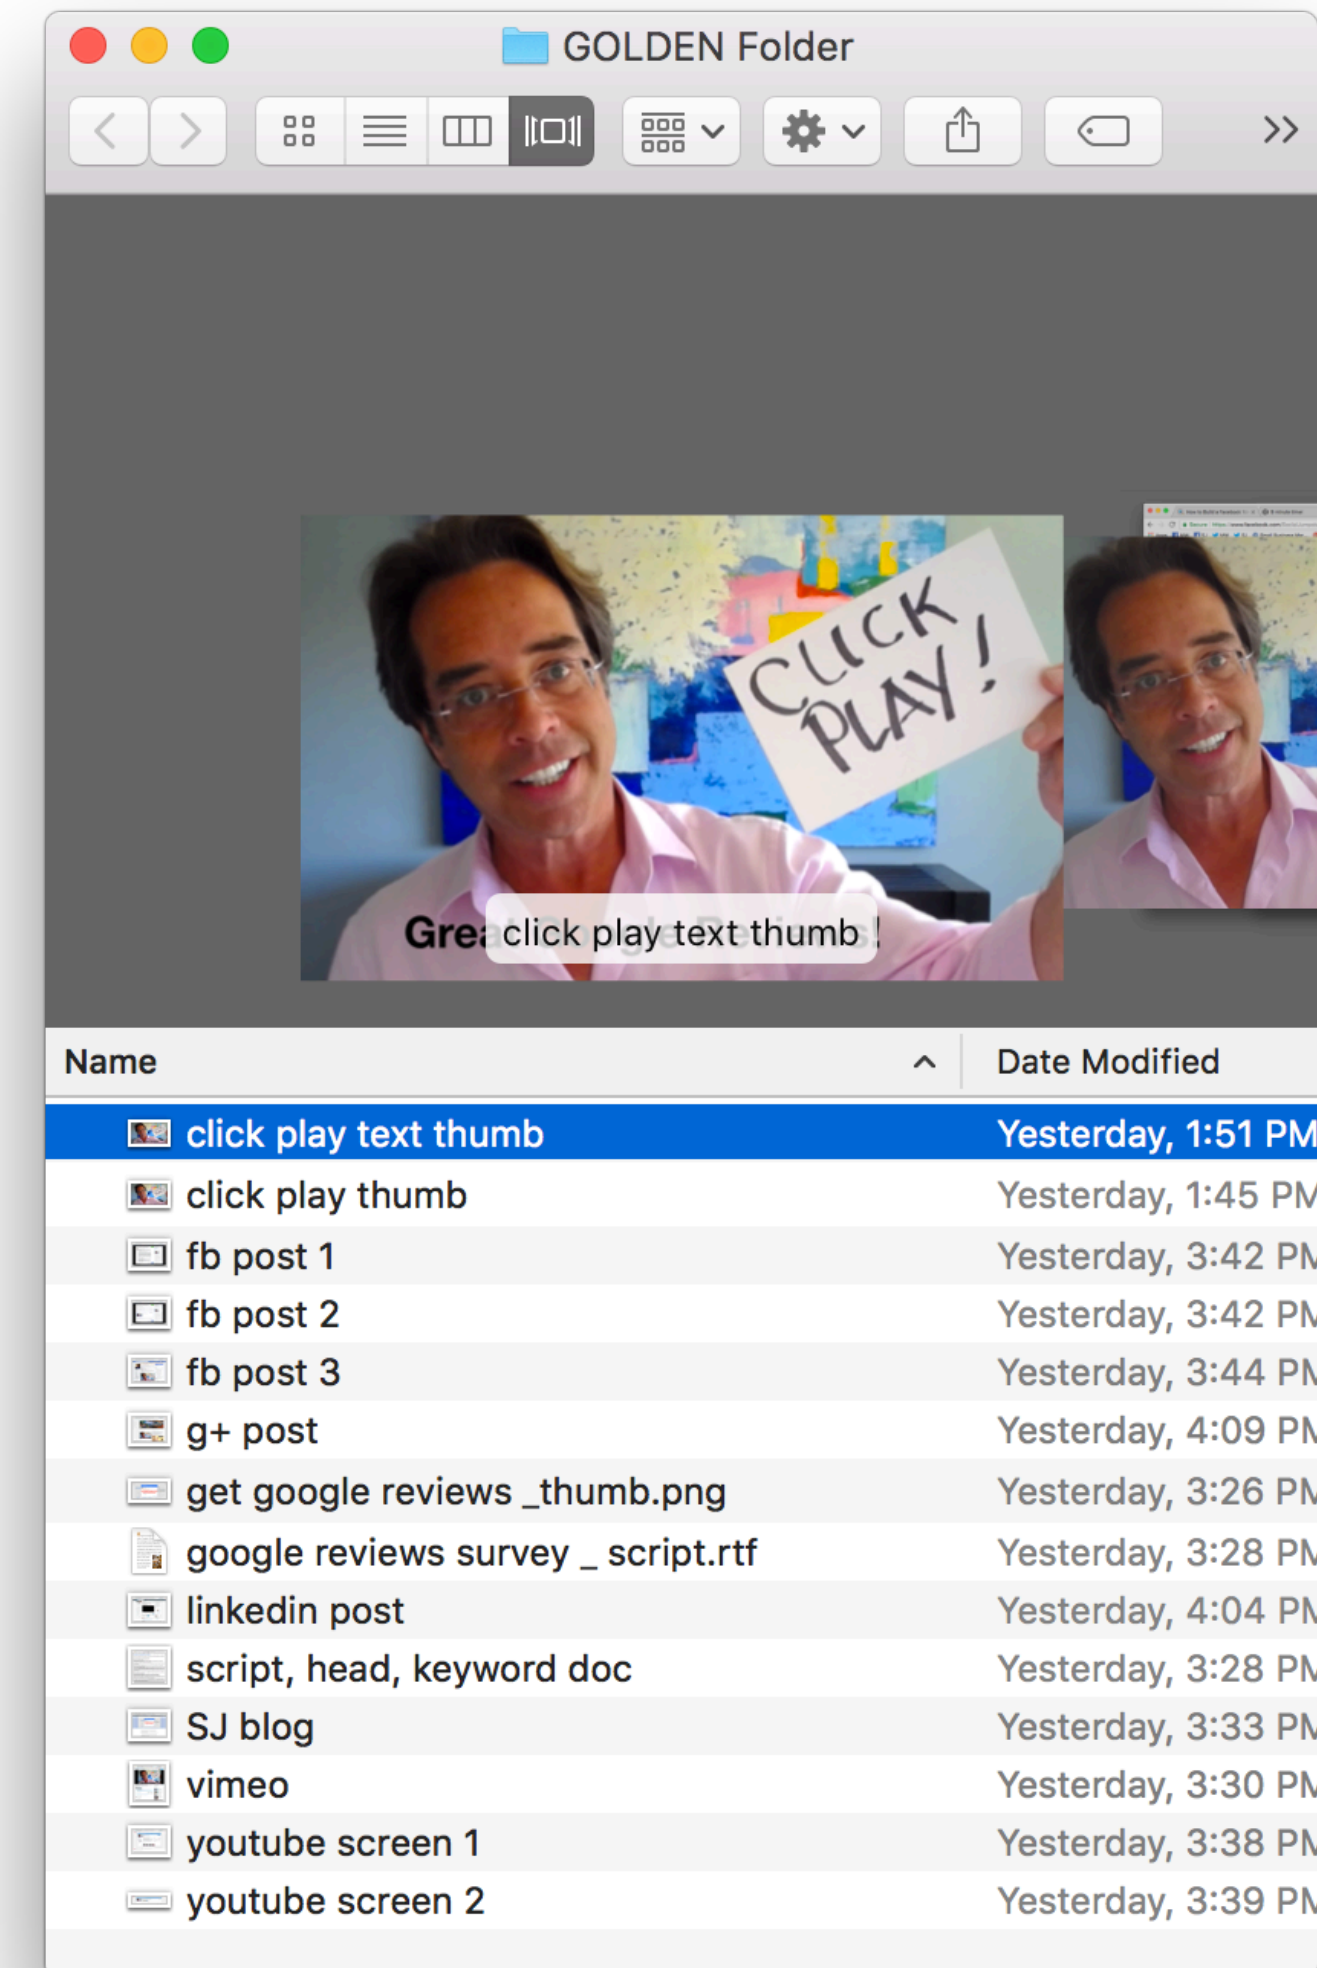 GOLDEN Folder
CLICK
PLAY!
Great Google Reviews!
click play text thumb
Name
Date Modified
click play text thumb
Yesterday, 1:51 PM
click play thumb
Yesterday, 1:45 PM
fb post 1
Yesterday, 3:42 PM
fb post 2
Yesterday, 3:42 PM
fb post 3
Yesterday, 3:44 PM
g+ post
Yesterday, 4:09 PM
get google reviews _thumb.png
Yesterday, 3:26 PM
google reviews survey _ script.rtf
Yesterday, 3:28 PM
linkedin post
Yesterday, 4:04 PM
script, head, keyword doc
Yesterday, 3:28 PM
SJ blog
Yesterday, 3:33 PM
vimeo
Yesterday, 3:30 PM
youtube screen 1
Yesterday, 3:38 PM
youtube screen 2
Yesterday, 3:39 PM